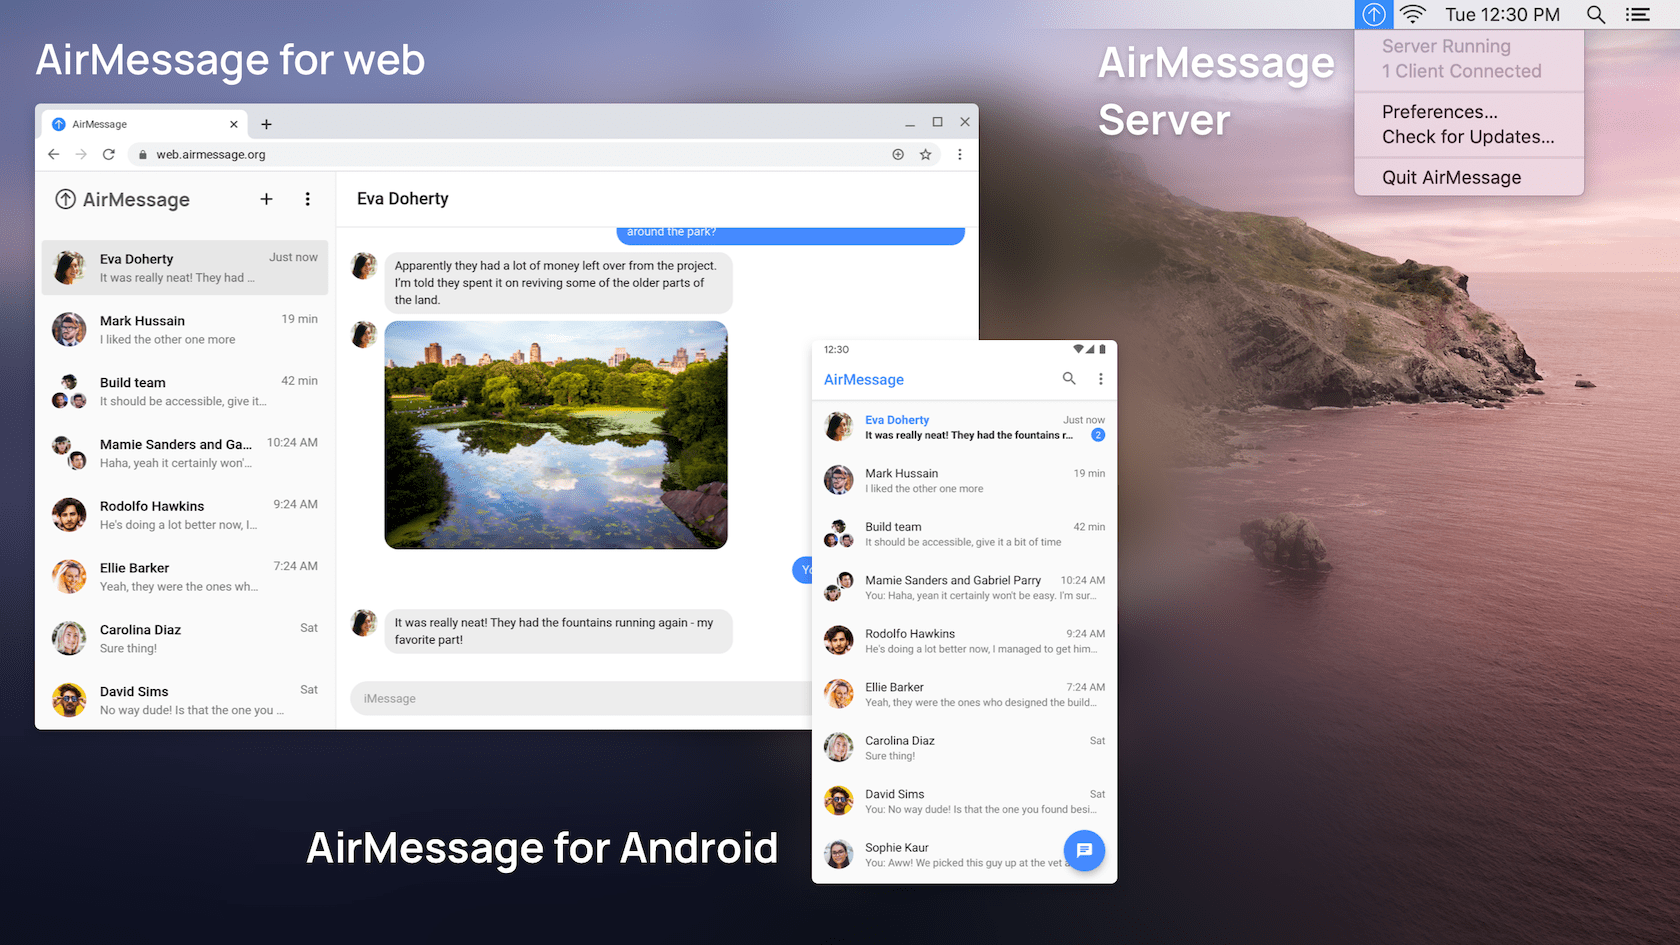 Tue 12:30 PM
Server Running
1 Client Connected
Preferences...
Check for Updates...
Quit AirMessage
AirMessage for web
AirMessage
Server
AirMessage
web.airmessage.org
AirMessage
Eva Doherty
Just now
It was really neat! They had ...
Mark Hussain
19 min
I liked the other one more
Build team
42 min
It should be accessible, give it...
Mamie Sanders and Ga...
10:24 AM
Haha, yeah it certainly won'...
Rodolfo Hawkins
9:24 AM
He's doing a lot better now, I...
Ellie Barker
7:24 AM
Yeah, they were the ones wh...
Carolina Diaz
Sat
Sure thing!
David Sims
Sat
No way dude! Is that the one you ...
Eva Doherty
around the park?
Apparently they had a lot of money left over from the project.
I'm told they spent it on reviving some of the older parts of
the land.
It was really neat! They had the fountains running again - my
favorite part!
iMessage
12:30
AirMessage
Eva Doherty
Just now
It was really neat! They had the fountains r...
2
Mark Hussain
19 min
I liked the other one more
Build team
42 min
It should be accessible, give it a bit of time
Mamie Sanders and Gabriel Parry
10:24 AM
You: Haha, yean it certainly won't be easy. I'm sur...
Rodolfo Hawkins
9:24 AM
He's doing a lot better now, I managed to get him...
Ellie Barker
7:24 AM
Yeah, they were the ones who designed the build...
Carolina Diaz
Sat
Sure thing!
David Sims
Sat
You: No way dude! Is that the one you found besi...
Sophie Kaur
You: Aww! We picked this guy up at the vet
AirMessage for Android